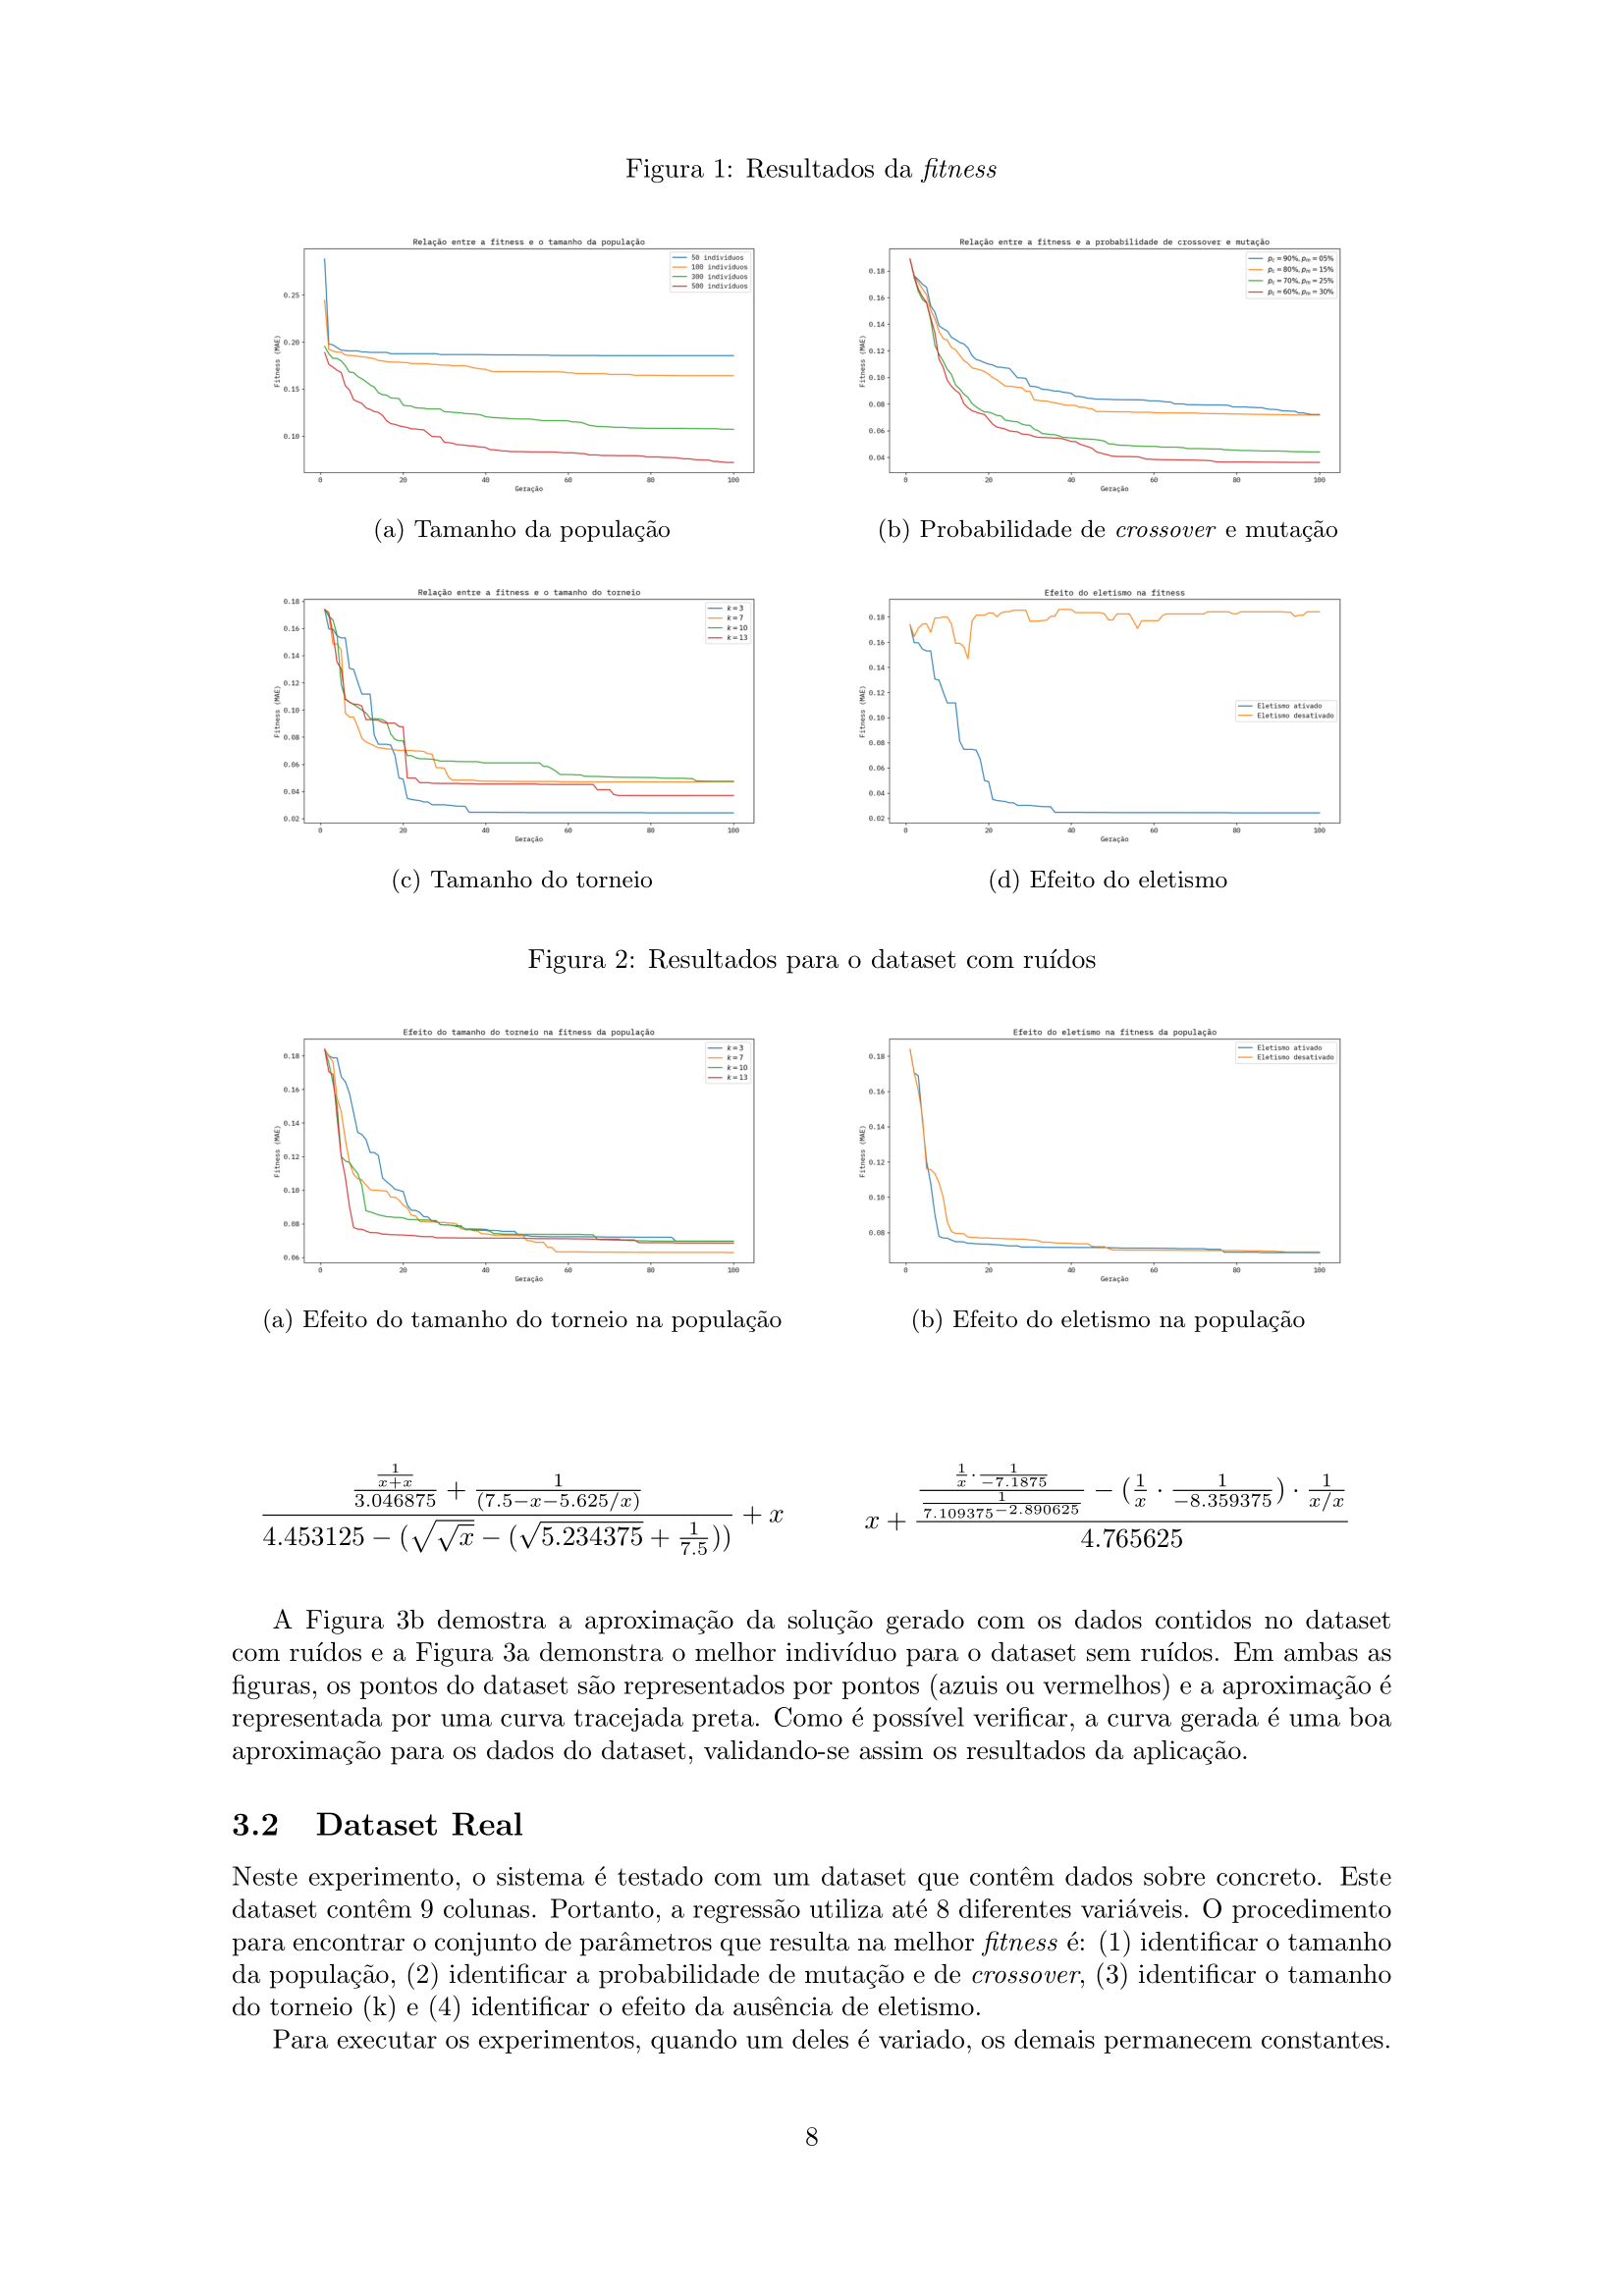 Figura 1: Resultados da fitness
Relação entre a fitness e o tamanho da população
50 indivíduos
100 indivíduos
300 indivíduos
500 indivíduos
Fitness (MAE)
0.25
0.20
0.15
0.10
0 20 40 60 80 100
Geração
(a) Tamanho da população
Relação entre a fitness e a probabilidade de crossover e mutação
p_c = 90%, p_m = 05%
p_c = 80%, p_m = 15%
p_c = 70%, p_m = 25%
p_c = 60%, p_m = 30%
Fitness (MAE)
0.18
0.16
0.14
0.12
0.10
0.08
0.06
0.04
0 20 40 60 80 100
Geração
(b) Probabilidade de crossover e mutação
Relação entre a fitness e o tamanho do torneio
k = 3
k = 7
k = 10
k = 13
Fitness (MAE)
0.18
0.16
0.14
0.12
0.10
0.08
0.06
0.04
0.02
0 20 40 60 80 100
Geração
(c) Tamanho do torneio
Efeito do eletismo na fitness
Eletismo ativado
Eletismo desativado
Fitness (MAE)
0.18
0.16
0.14
0.12
0.10
0.08
0.06
0.04
0.02
0 20 40 60 80 100
Geração
(d) Efeito do eletismo
Figura 2: Resultados para o dataset com ruídos
Efeito do tamanho do torneio na fitness da população
k = 3
k = 7
k = 10
k = 13
Fitness (MAE)
0.18
0.16
0.14
0.12
0.10
0.08
0.06
0 20 40 60 80 100
Geração
(a) Efeito do tamanho do torneio na população
Efeito do eletismo na fitness da população
Eletismo ativado
Eletismo desativado
Fitness (MAE)
0.18
0.16
0.14
0.12
0.10
0.08
0 20 40 60 80 100
Geração
(b) Efeito do eletismo na população
\frac{\frac{\frac{1}{x+x}}{3.046875} + \frac{1}{(7.5-x-5.625/x)}}{4.453125 - (\sqrt{\sqrt{x}} - (\sqrt{5.234375} + \frac{1}{7.5}))} + x
x + \frac{\frac{\frac{1}{x} \cdot \frac{1}{-7.1875}}{\frac{1}{7.109375 - 2.890625}} - (\frac{1}{x} \cdot \frac{1}{-8.359375}) \cdot \frac{1}{x/x}}{4.765625}
A Figura 3b demostra a aproximação da solução gerado com os dados contidos no dataset
com ruídos e a Figura 3a demonstra o melhor indivíduo para o dataset sem ruídos. Em ambas as
figuras, os pontos do dataset são representados por pontos (azuis ou vermelhos) e a aproximação é
representada por uma curva tracejada preta. Como é possível verificar, a curva gerada é uma boa
aproximação para os dados do dataset, validando-se assim os resultados da aplicação.
3.2 Dataset Real
Neste experimento, o sistema é testado com um dataset que contêm dados sobre concreto. Este
dataset contêm 9 colunas. Portanto, a regressão utiliza até 8 diferentes variáveis. O procedimento
para encontrar o conjunto de parâmetros que resulta na melhor fitness é: (1) identificar o tamanho
da população, (2) identificar a probabilidade de mutação e de crossover, (3) identificar o tamanho
do torneio (k) e (4) identificar o efeito da ausência de eletismo.
Para executar os experimentos, quando um deles é variado, os demais permanecem constantes.
8